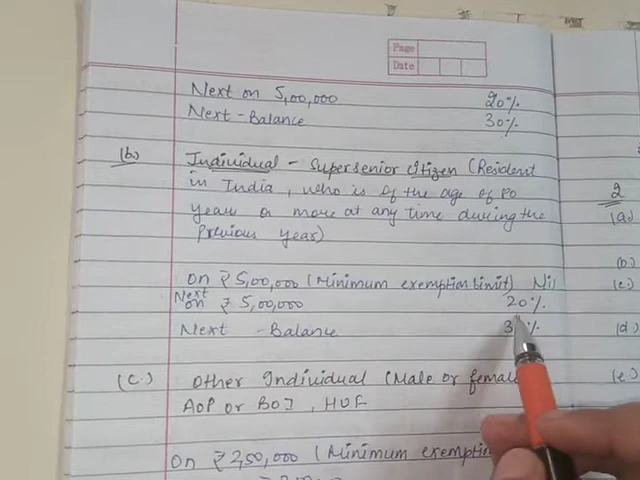 Page
Date
Next on 5,00,000 20%
Next - Balance 30%
(b) Individual - Supersenior citizen (Resident
in India, who is of the age of 80
years or more at any time during the
previous year)
On ₹5,00,000 (Minimum exemption limit) Nil
Next on ₹5,00,000 20%
Next - Balance 3 %
(c.) Other Individual (Male or female
AOP or BOI, HUF
On ₹2,50,000 (Minimum exemption
2
(a.)
(b.)
(c.)
(d.)
(e.)